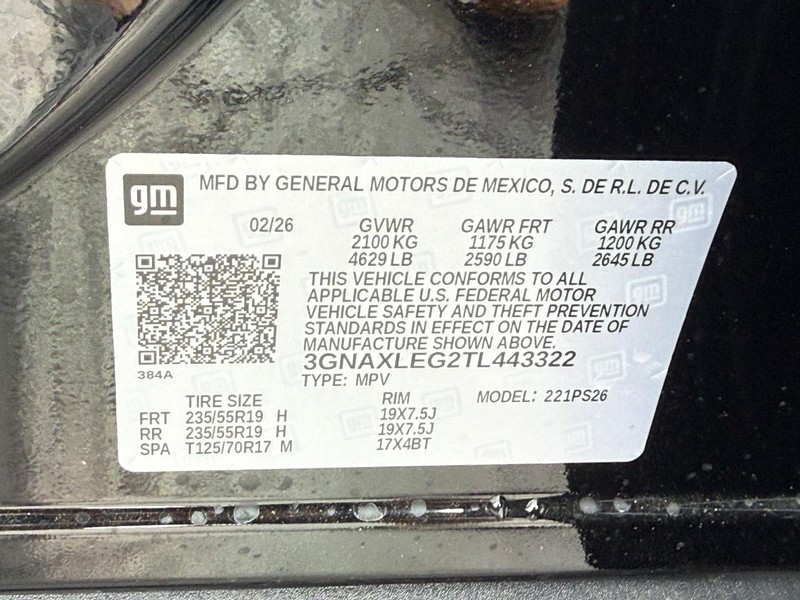 gm MFD BY GENERAL MOTORS DE MEXICO, S. DE R.L. DE C.V.
02/26 GVWR GAWR FRT GAWR RR
2100 KG 1175 KG 1200 KG
4629 LB 2590 LB 2645 LB
THIS VEHICLE CONFORMS TO ALL
APPLICABLE U.S. FEDERAL MOTOR
VEHICLE SAFETY AND THEFT PREVENTION
STANDARDS IN EFFECT ON THE DATE OF
MANUFACTURE SHOWN ABOVE.
3GNAXLEG2TL443322
384A
TYPE: MPV
TIRE SIZE RIM MODEL: 221PS26
FRT 235/55R19 H 19X7.5J
RR 235/55R19 H 19X7.5J
SPA T125/70R17 M 17X4BT